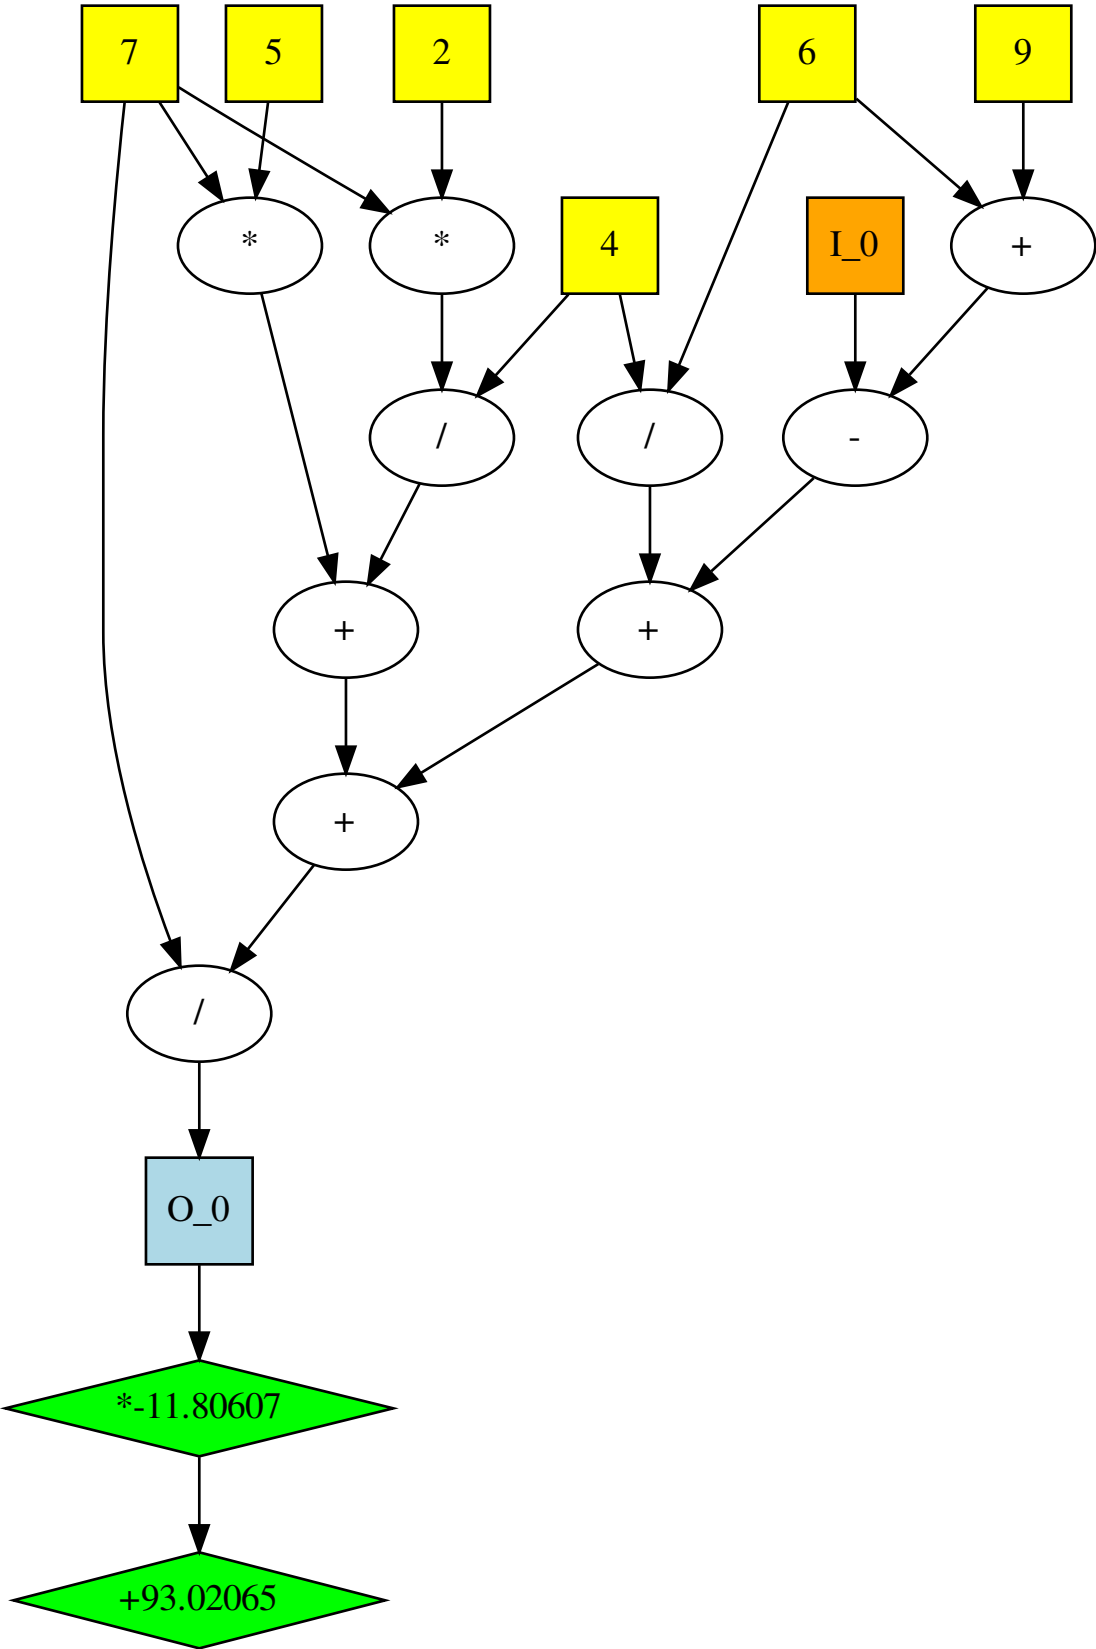 7 5 2 6 9
* * 4 I_0 +
/ / -
+ +
+
/
O_0
*-11.80607
+93.02065